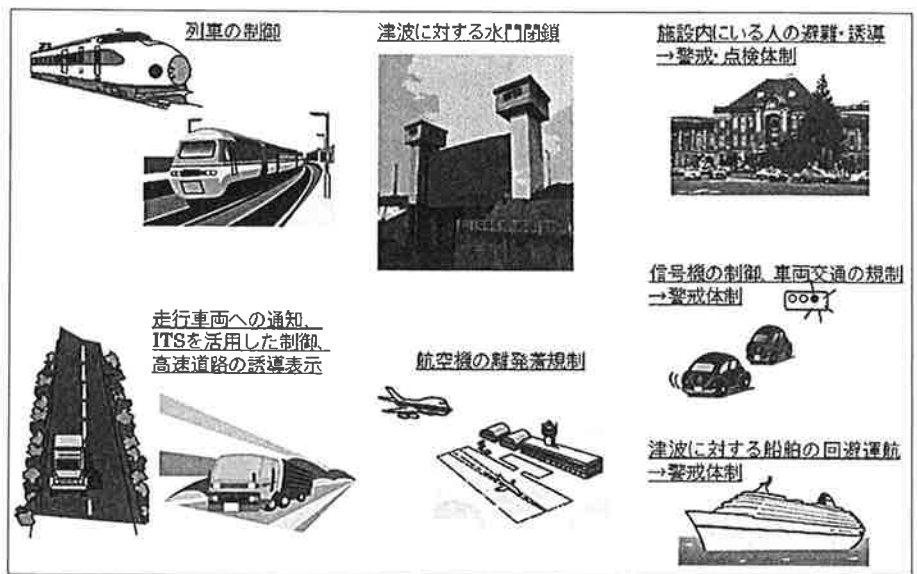 列車の制御
津波に対する水門閉鎖
施設内にいる人の避難・誘導
→警戒・点検体制
信号機の制御、車両交通の規制
→警戒体制
走行車両への通知、
ITSを活用した制御、
高速道路の誘導表示
航空機の離発着規制
津波に対する船舶の回避運航
→警戒体制